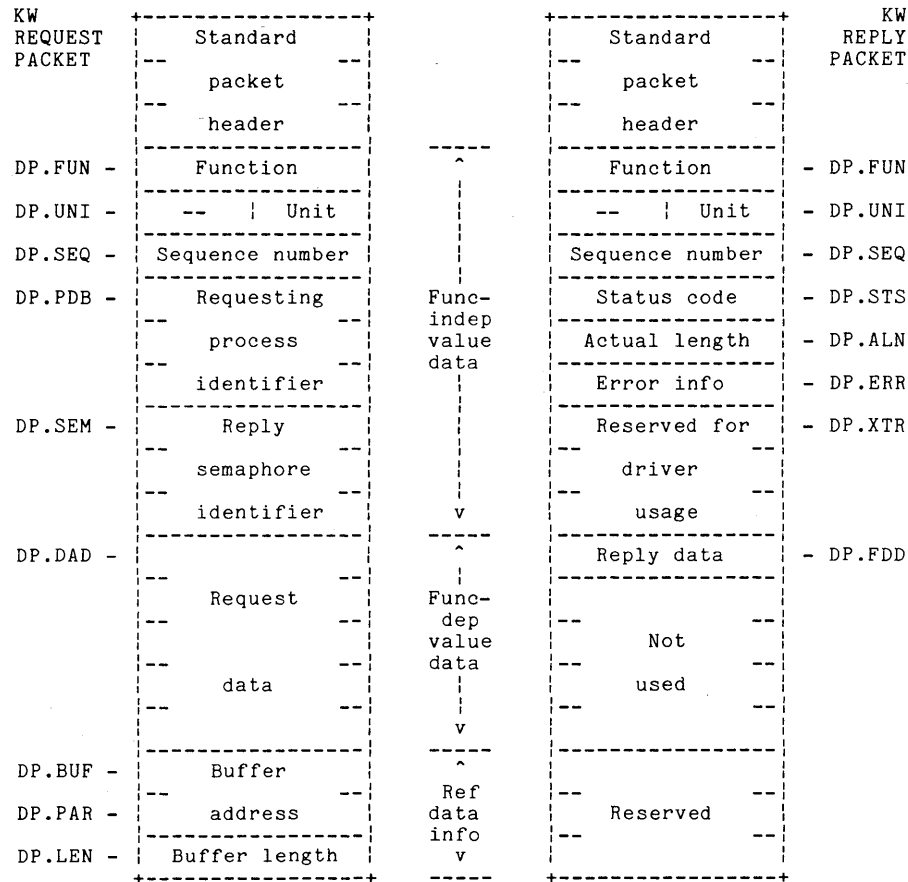 KW KW
REQUEST Standard Standard REPLY
PACKET -- -- -- -- PACKET
packet packet
-- -- -- --
header header
DP.FUN - Function ^ Function - DP.FUN
DP.UNI - -- | Unit -- | Unit - DP.UNI
DP.SEQ - Sequence number Sequence number - DP.SEQ
DP.PDB - Requesting Func- Status code - DP.STS
-- -- indep
process value Actual length - DP.ALN
-- -- data
identifier Error info - DP.ERR
DP.SEM - Reply Reserved for - DP.XTR
-- -- -- --
semaphore driver
-- -- -- --
identifier v usage
DP.DAD - ^ Reply data - DP.FDD
-- --
Request Func-
-- -- dep -- --
value Not
-- -- data -- --
data used
-- -- -- --
v
DP.BUF - Buffer ^
-- -- Ref -- --
DP.PAR - address data Reserved
info -- --
DP.LEN - Buffer length v